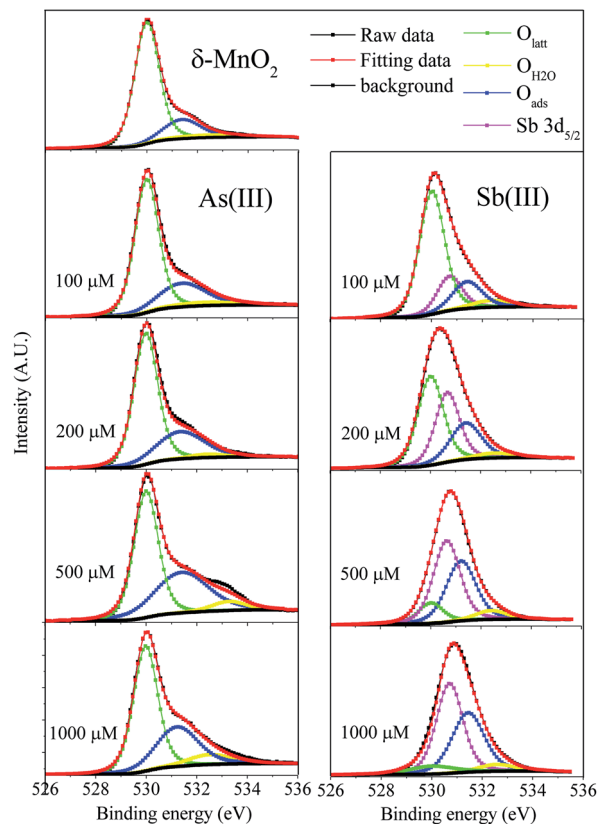 δ-MnO2
Raw data
Fitting data
background
Olatt
OH2O
Oads
Sb 3d5/2
As(III)
100 μM
200 μM
500 μM
1000 μM
526 528 530 532 534 536
Binding energy (eV)
Sb(III)
100 μM
200 μM
500 μM
1000 μM
526 528 530 532 534 536
Binding energy (eV)
Intensity (A.U.)